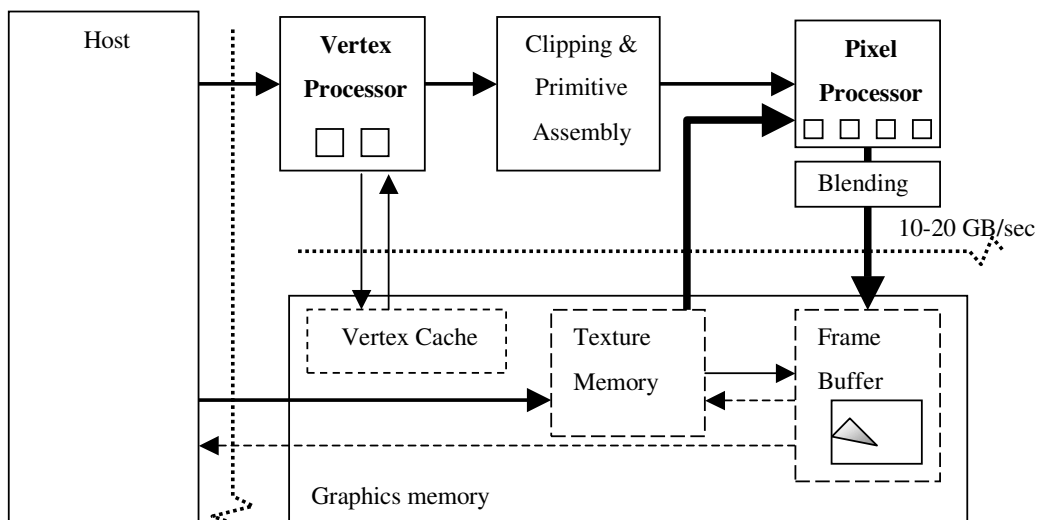 Host
Vertex
Processor
Clipping &
Primitive
Assembly
Pixel
Processor
Blending
10-20 GB/sec
Vertex Cache
Texture
Memory
Frame
Buffer
Graphics memory